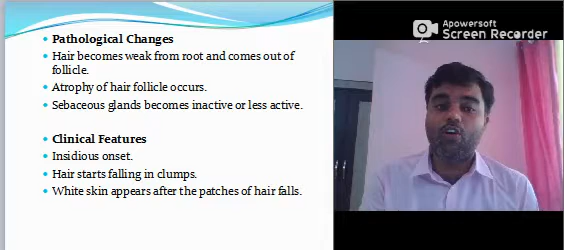 Pathological Changes
Hair becomes weak from root and comes out of
follicle.
Atrophy of hair follicle occurs.
Sebaceous glands becomes inactive or less active.
Clinical Features
Insidious onset.
Hair starts falling in clumps.
White skin appears after the patches of hair falls.
Apowersoft
Screen Recorder